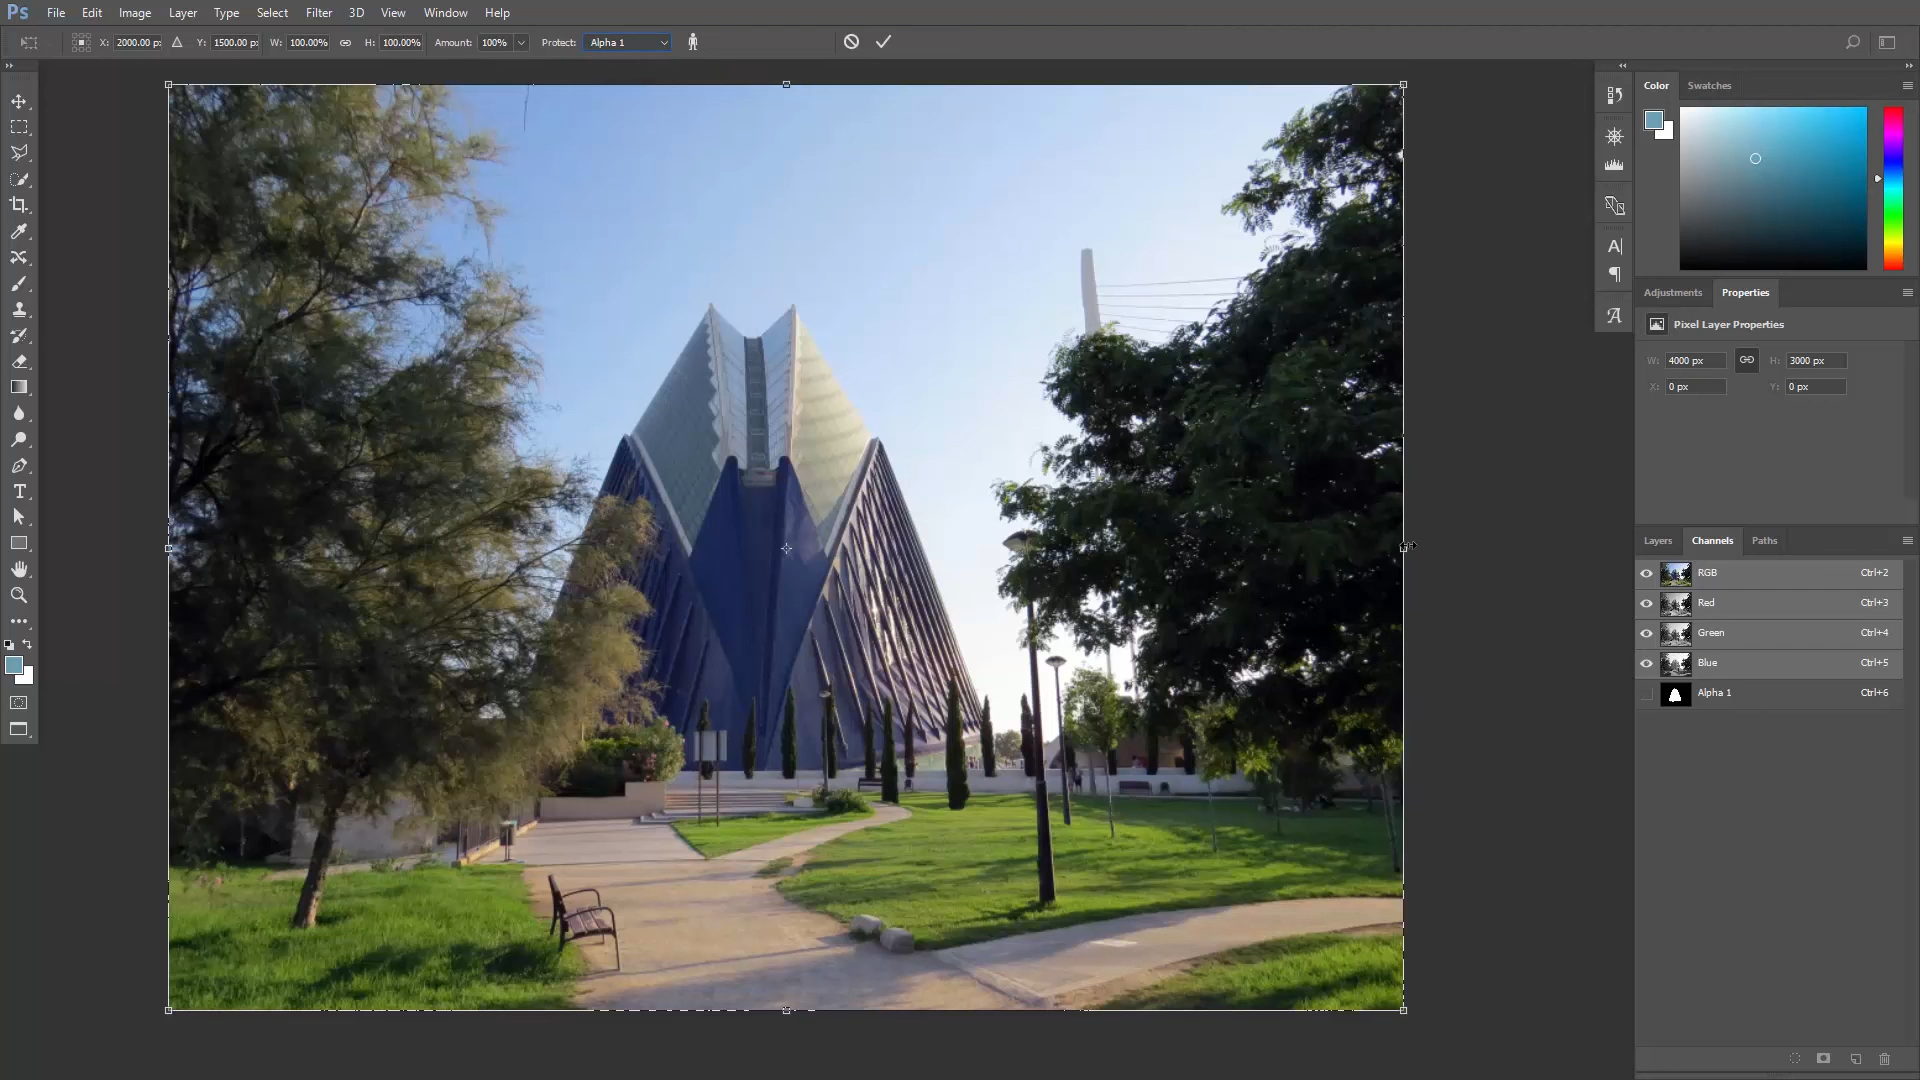 Ps File Edit Image Layer Type Select Filter 3D View Window Help
X: 2000.00 p: Y: 1500.00 p: W: 100.00% H: 100.00% Amount: 100% Protect: Alpha 1
Color Swatches
Adjustments Properties
Pixel Layer Properties
W: 4000 px H: 3000 px
X: 0 px Y: 0 px
Layers Channels Paths
RGB Ctrl+2
Red Ctrl+3
Green Ctrl+4
Blue Ctrl+5
Alpha 1 Ctrl+6